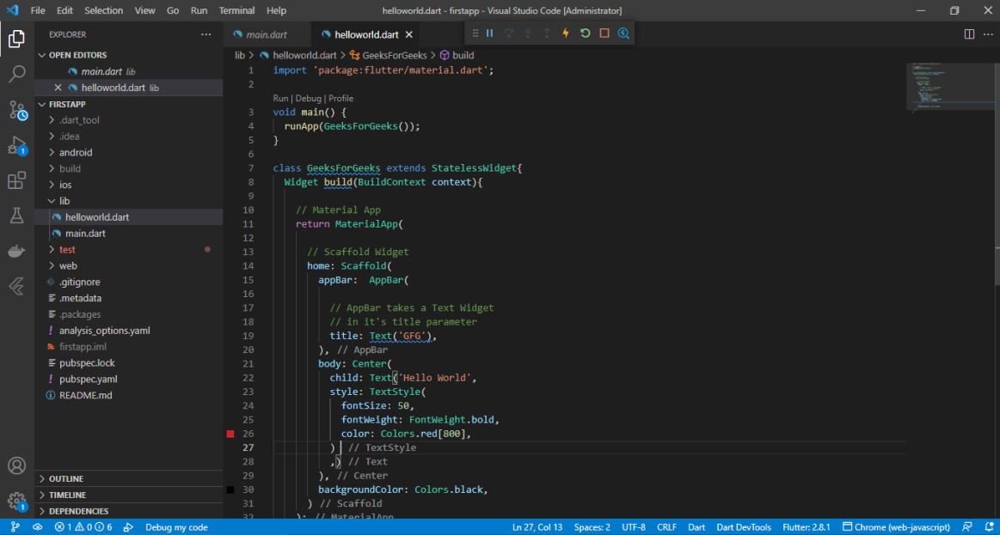 File Edit Selection View Go Run Terminal Help
helloworld.dart - firstapp - Visual Studio Code [Administrator]
EXPLORER
OPEN EDITORS
main.dart lib
helloworld.dart lib
FIRSTAPP
.dart_tool
.idea
android
build
ios
lib
helloworld.dart
main.dart
test
web
.gitignore
.metadata
.packages
analysis_options.yaml
firstapp.iml
pubspec.lock
pubspec.yaml
README.md
OUTLINE
TIMELINE
DEPENDENCIES
1
1
main.dart
helloworld.dart
lib > helloworld.dart > GeeksForGeeks > build
1 import 'package:flutter/material.dart';
2
Run | Debug | Profile
3 void main() {
4 runApp(GeeksForGeeks());
5 }
6
7 class GeeksForGeeks extends StatelessWidget{
8 Widget build(BuildContext context){
9
10 // Material App
11 return MaterialApp(
12
13 // Scaffold Widget
14 home: Scaffold(
15 appBar: AppBar(
16
17 // AppBar takes a Text Widget
18 // in it's title parameter
19 title: Text('GFG'),
20 ), // AppBar
21 body: Center(
22 child: Text('Hello World',
23 style: TextStyle(
24 fontSize: 50,
25 fontWeight: FontWeight.bold,
26 color: Colors.red[800],
27 ) // TextStyle
28 ,) // Text
29 ), // Center
30 backgroundColor: Colors.black,
31 ) // Scaffold
32 ); // MaterialApp
1 0 6 Debug my code
Ln 27, Col 13 Spaces: 2 UTF-8 CRLF Dart Dart DevTools Flutter: 2.8.1 Chrome (web-javascript)